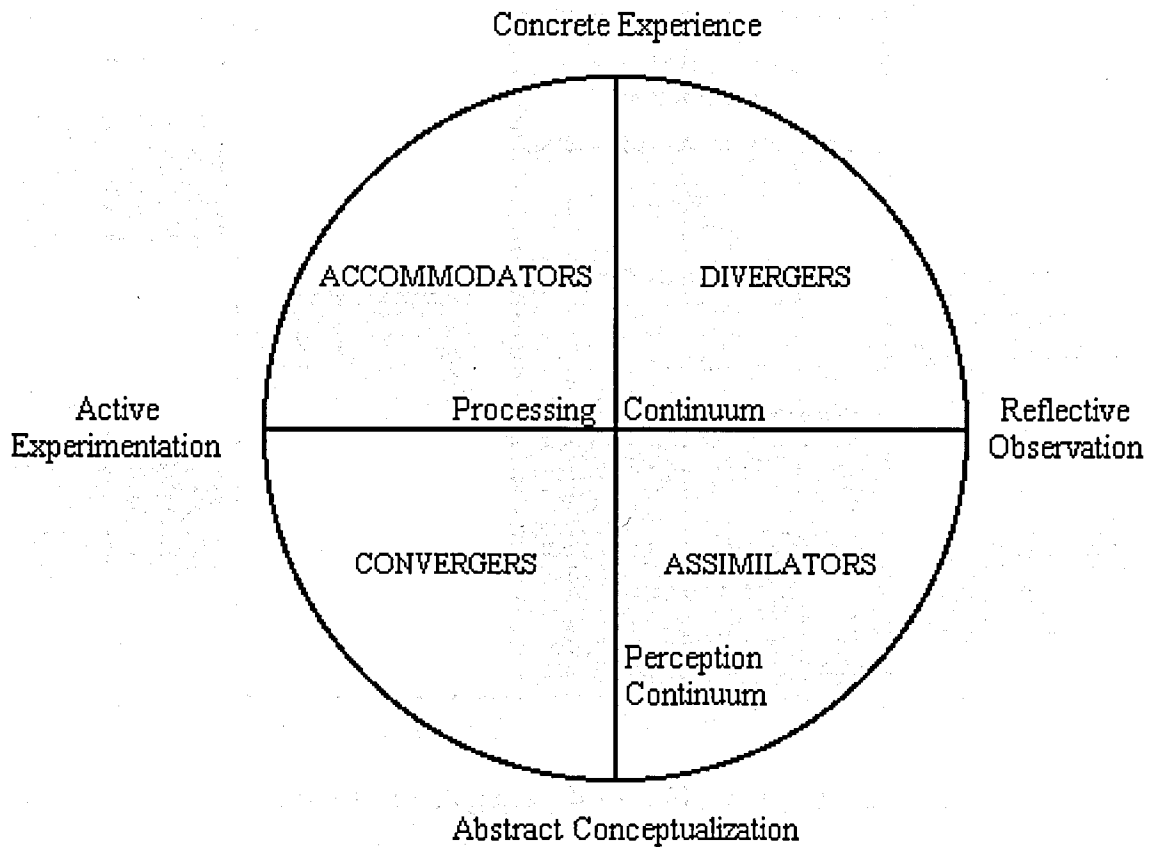 Concrete Experience
ACCOMMODATORS
DIVERGERS
Active
Experimentation
Processing
Continuum
Reflective
Observation
CONVERGERS
ASSIMILATORS
Perception
Continuum
Abstract Conceptualization